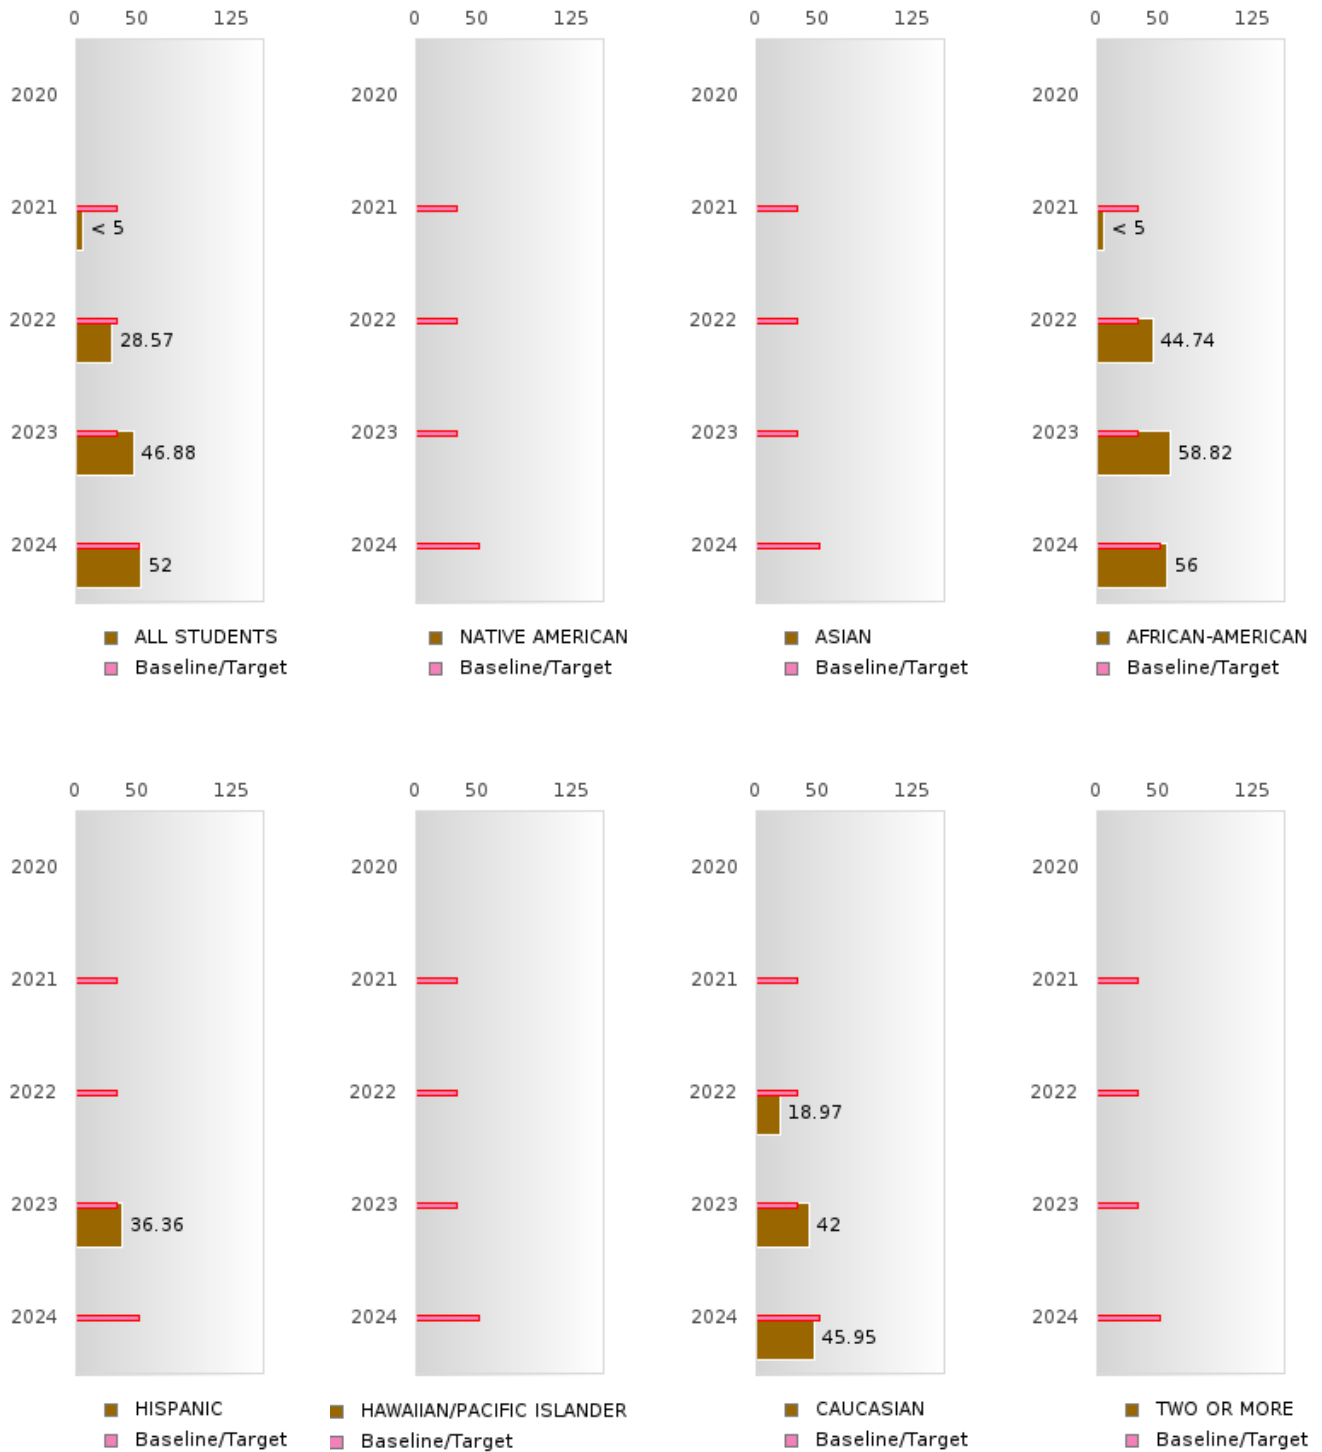 0 50 125 0 50 125 0 50 125 0 50 125
2020 2020 2020 2020
2021 2021 2021 2021
< 5 < 5
2022 2022 2022 2022
28.57 44.74
2023 2023 2023 2023
46.88 58.82
2024 2024 2024 2024
52 56
ALL STUDENTS NATIVE AMERICAN ASIAN AFRICAN-AMERICAN
Baseline/Target Baseline/Target Baseline/Target Baseline/Target
0 50 125 0 50 125 0 50 125 0 50 125
2020 2020 2020 2020
2021 2021 2021 2021
2022 2022 2022 2022
18.97
2023 2023 2023 2023
36.36 42
2024 2024 2024 2024
45.95
HISPANIC HAWAIIAN/PACIFIC ISLANDER CAUCASIAN TWO OR MORE
Baseline/Target Baseline/Target Baseline/Target Baseline/Target